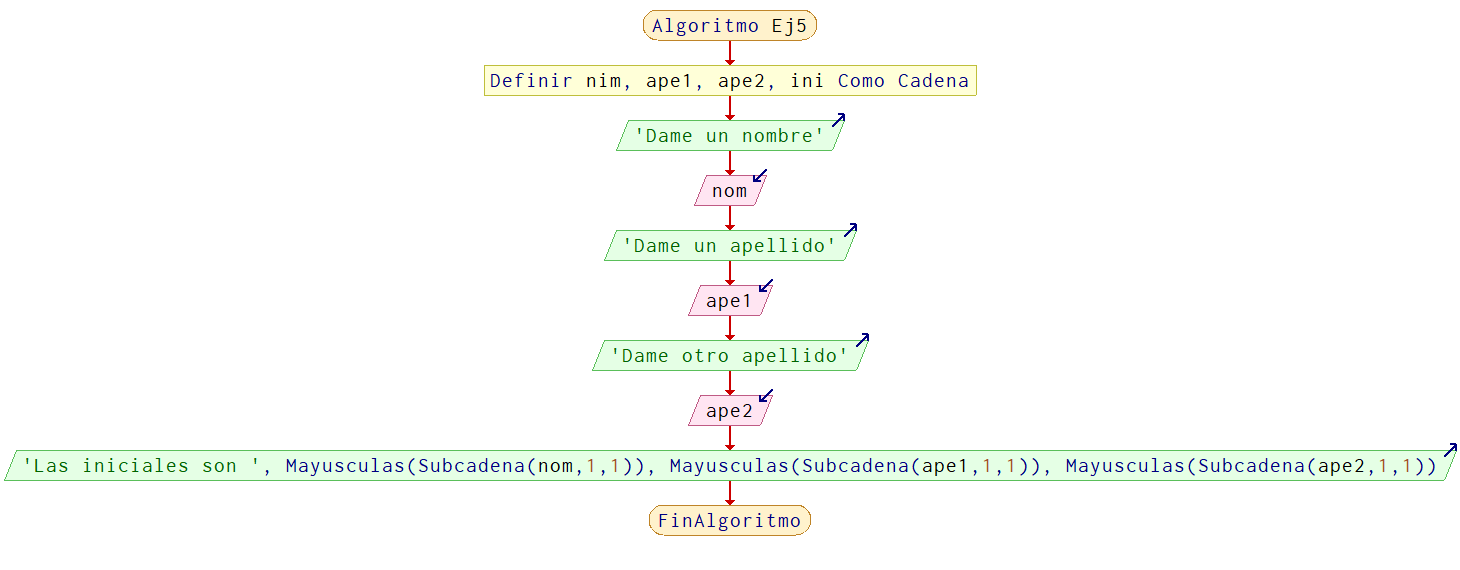 Algoritmo Ej5
Definir nim, ape1, ape2, ini Como Cadena
'Dame un nombre'
nom
'Dame un apellido'
ape1
'Dame otro apellido'
ape2
'Las iniciales son ', Mayusculas(Subcadena(nom,1,1)), Mayusculas(Subcadena(ape1,1,1)), Mayusculas(Subcadena(ape2,1,1))
FinAlgoritmo